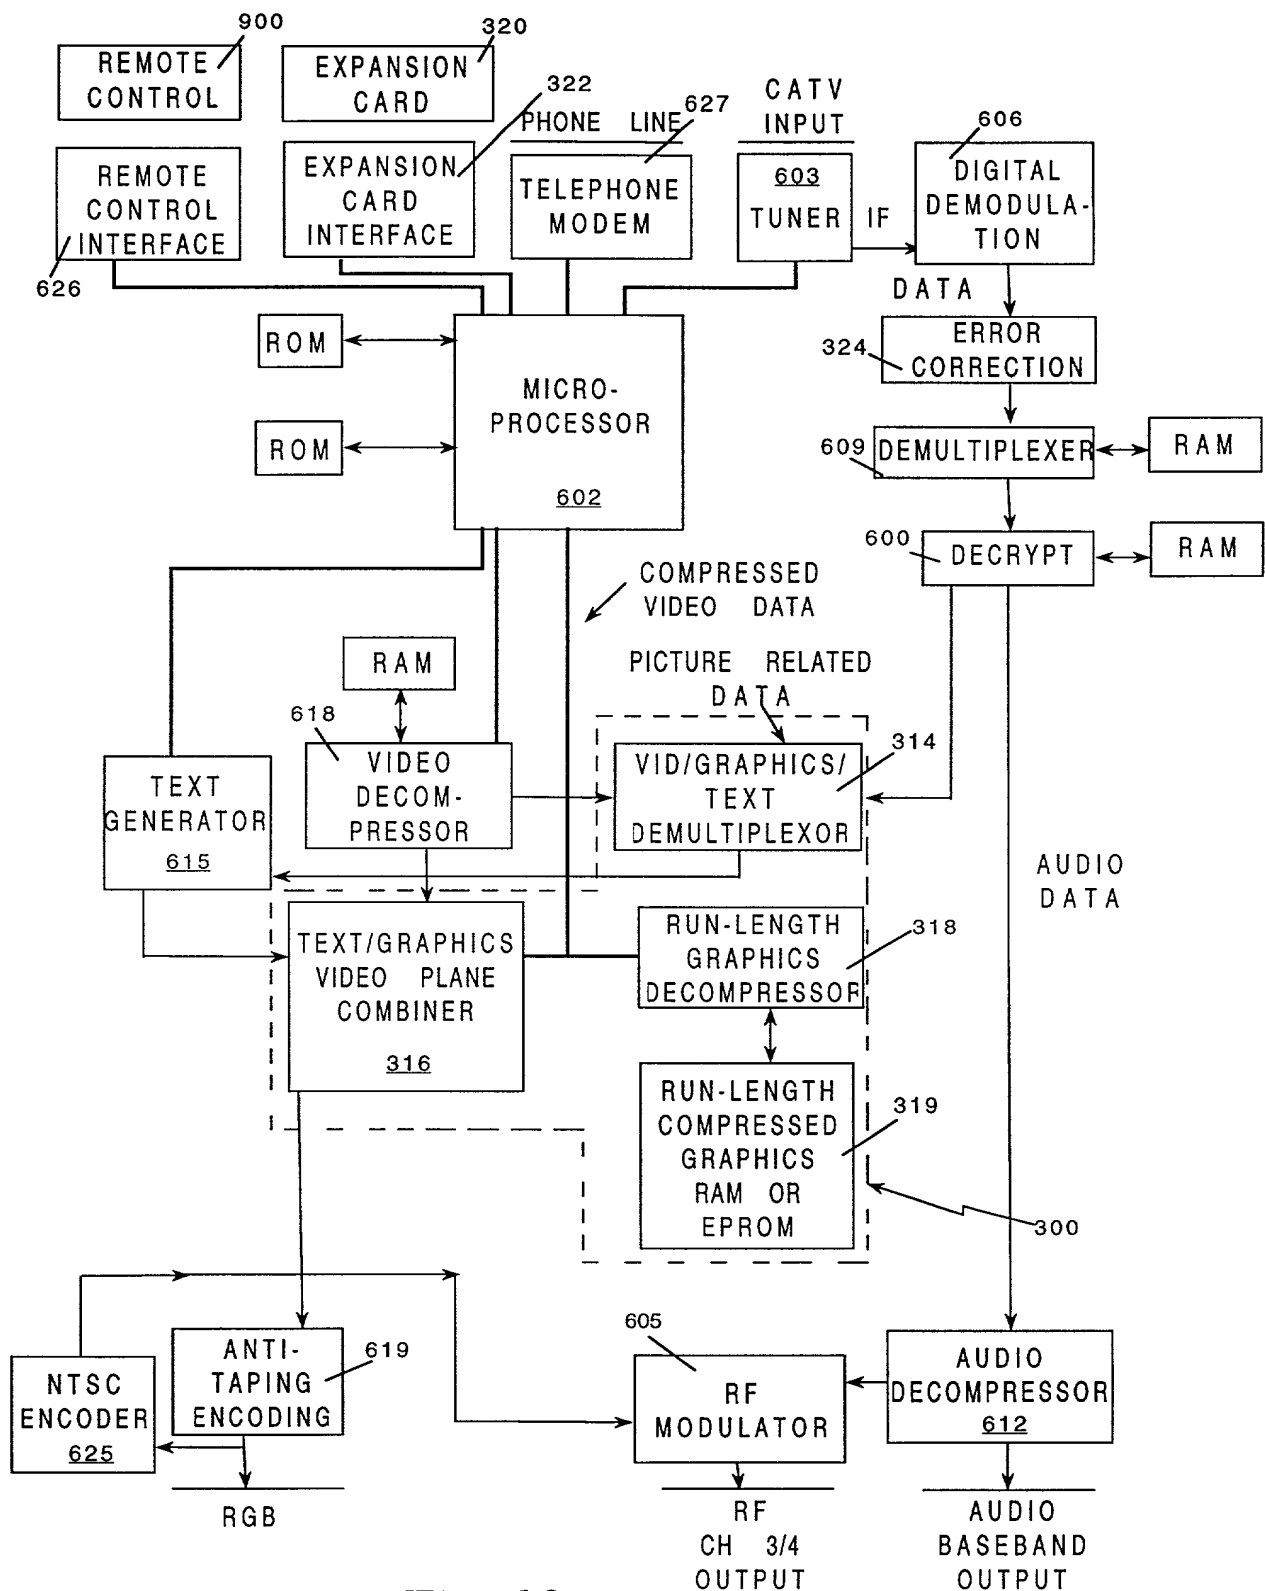 900
REMOTE
CONTROL
320
EXPANSION
CARD
322
PHONE LINE
627
CATV
INPUT
606
REMOTE
CONTROL
INTERFACE
626
EXPANSION
CARD
INTERFACE
TELEPHONE
MODEM
603
TUNER
IF
DIGITAL
DEMODULA-
TION
DATA
ROM
ROM
MICRO-
PROCESSOR
602
324
ERROR
CORRECTION
609
DEMULTIPLEXER
RAM
600
DECRYPT
RAM
COMPRESSED
VIDEO DATA
PICTURE RELATED
DATA
RAM
618
VIDEO
DECOM-
PRESSOR
314
VID/GRAPHICS/
TEXT
DEMULTIPLEXOR
TEXT
GENERATOR
615
AUDIO
DATA
TEXT/GRAPHICS
VIDEO PLANE
COMBINER
316
RUN-LENGTH
GRAPHICS
DECOMPRESSOR
318
RUN-LENGTH
COMPRESSED
GRAPHICS
RAM OR
EPROM
319
300
NTSC
ENCODER
625
ANTI-
TAPING
ENCODING
619
RGB
605
RF
MODULATOR
AUDIO
DECOMPRESSOR
612
RF
CH 3/4
OUTPUT
AUDIO
BASEBAND
OUTPUT